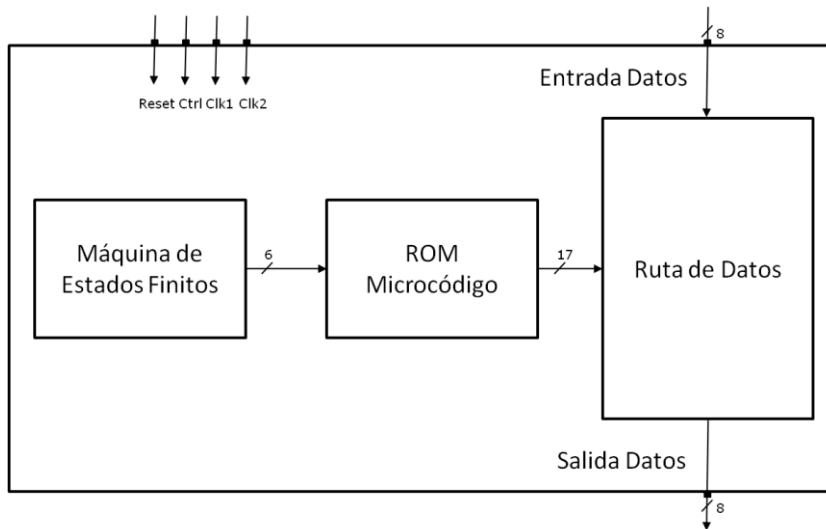 8
Entrada Datos
Reset Ctrl Clk1 Clk2
Máquina de
Estados Finitos
6
ROM
Microcódigo
17
Ruta de Datos
Salida Datos
8